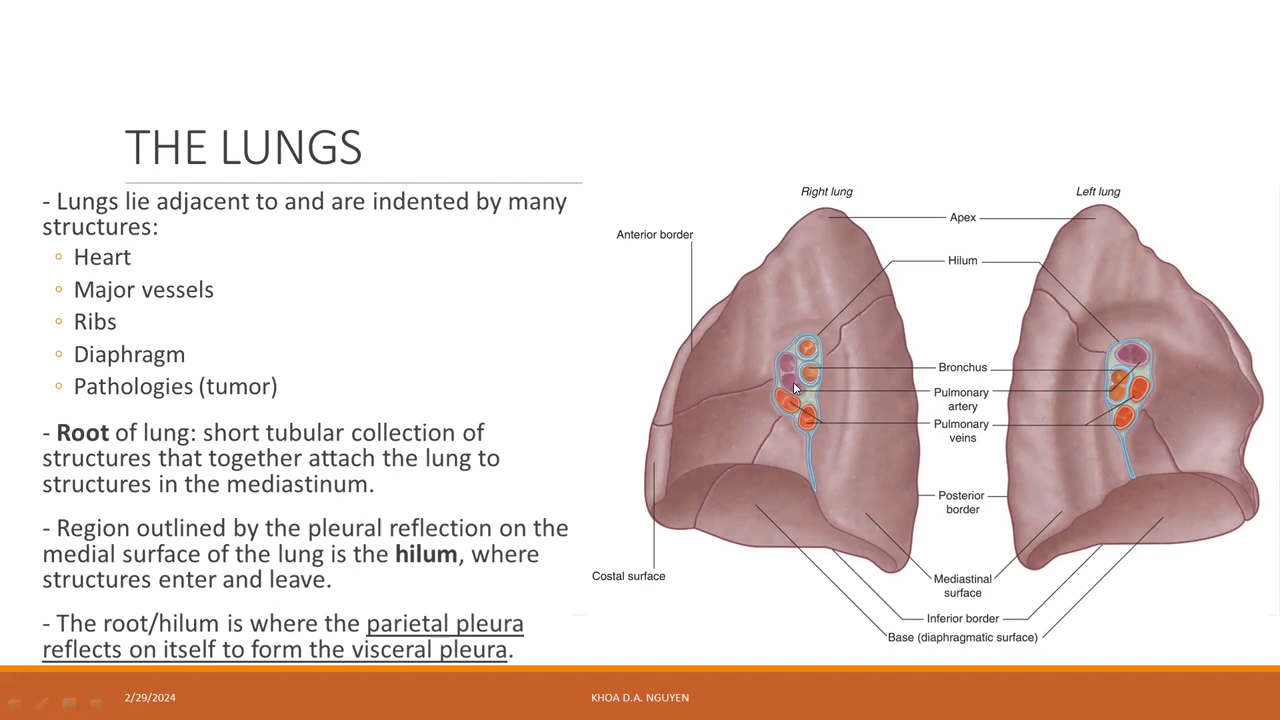 THE LUNGS
- Lungs lie adjacent to and are indented by many
structures:
◦ Heart
◦ Major vessels
◦ Ribs
◦ Diaphragm
◦ Pathologies (tumor)
- Root of lung: short tubular collection of
structures that together attach the lung to
structures in the mediastinum.
- Region outlined by the pleural reflection on the
medial surface of the lung is the hilum, where
structures enter and leave.
- The root/hilum is where the parietal pleura
reflects on itself to form the visceral pleura.
Right lung
Left lung
Apex
Anterior border
Hilum
Bronchus
Pulmonary
artery
Pulmonary
veins
Posterior
border
Costal surface
Mediastinal
surface
Inferior border
Base (diaphragmatic surface)
2/29/2024
KHOA D.A. NGUYEN